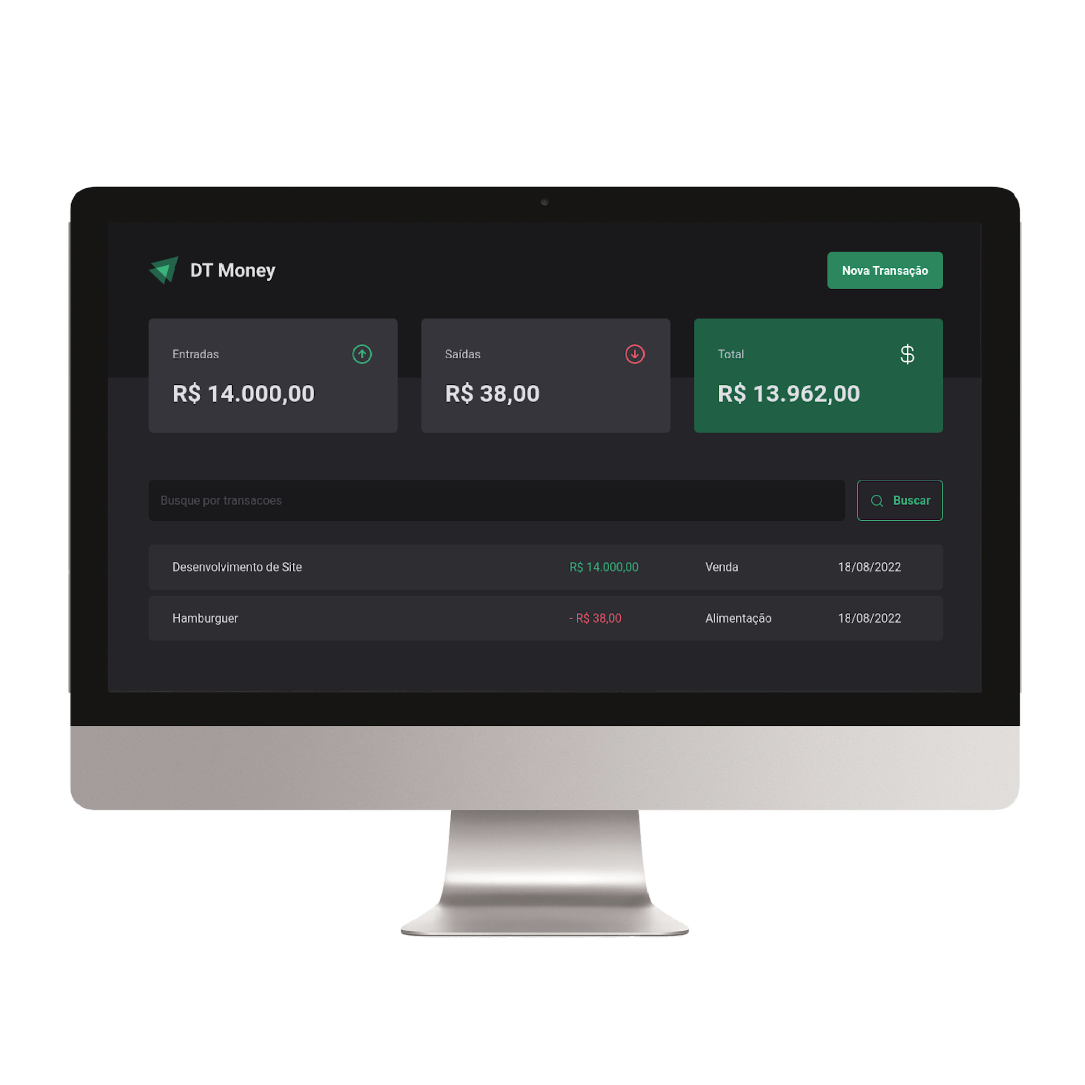 DT Money
Nova Transação
Entradas
R$ 14.000,00
Saídas
R$ 38,00
Total
$
R$ 13.962,00
Busque por transacoes
Buscar
Desenvolvimento de Site R$ 14.000,00 Venda 18/08/2022
Hamburguer - R$ 38,00 Alimentação 18/08/2022